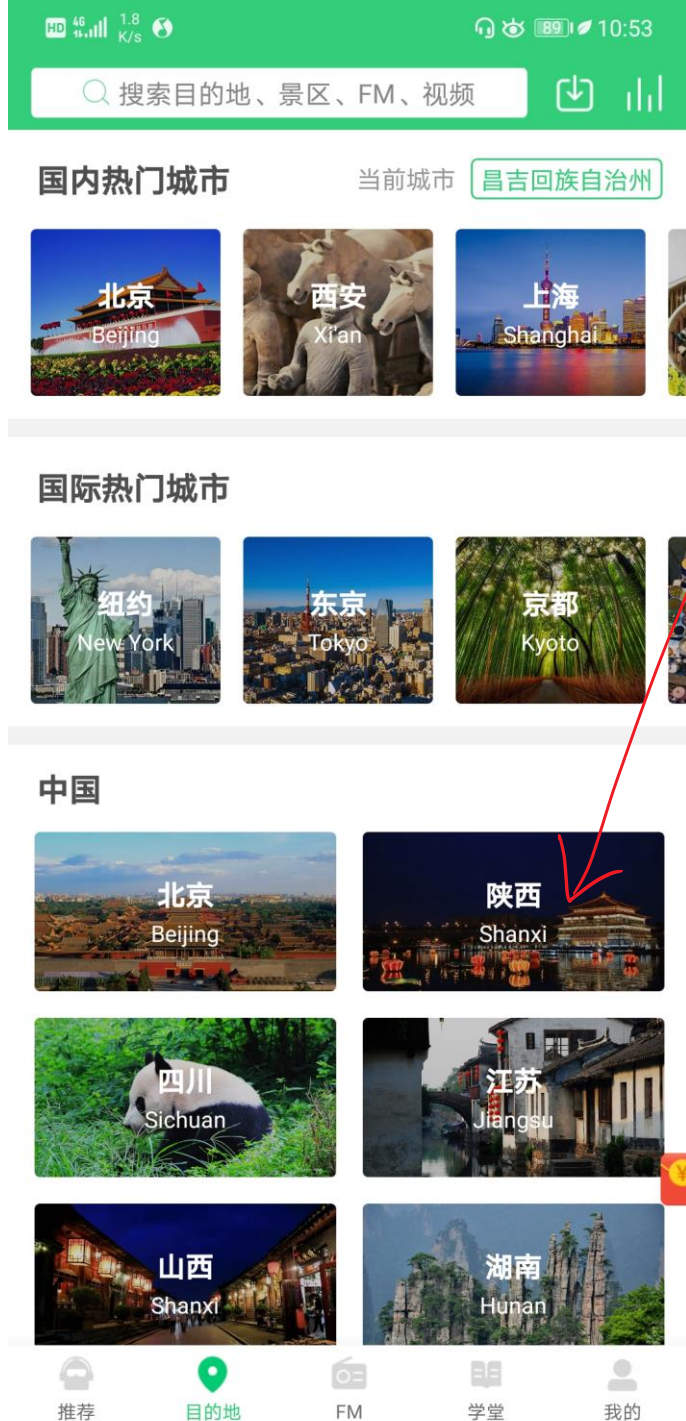 HD 4G 1.8 K/s 89 10:53
搜索目的地、景区、FM、视频
国内热门城市 当前城市 昌吉回族自治州
北京 西安 上海
Beijing Xi'an Shanghai
国际热门城市
纽约 东京 京都
New York Tokyo Kyoto
中国
北京 陕西
Beijing Shanxi
四川 江苏
Sichuan Jiangsu
¥
山西 湖南
Shanxi Hunan
推荐 目的地 FM 学堂 我的